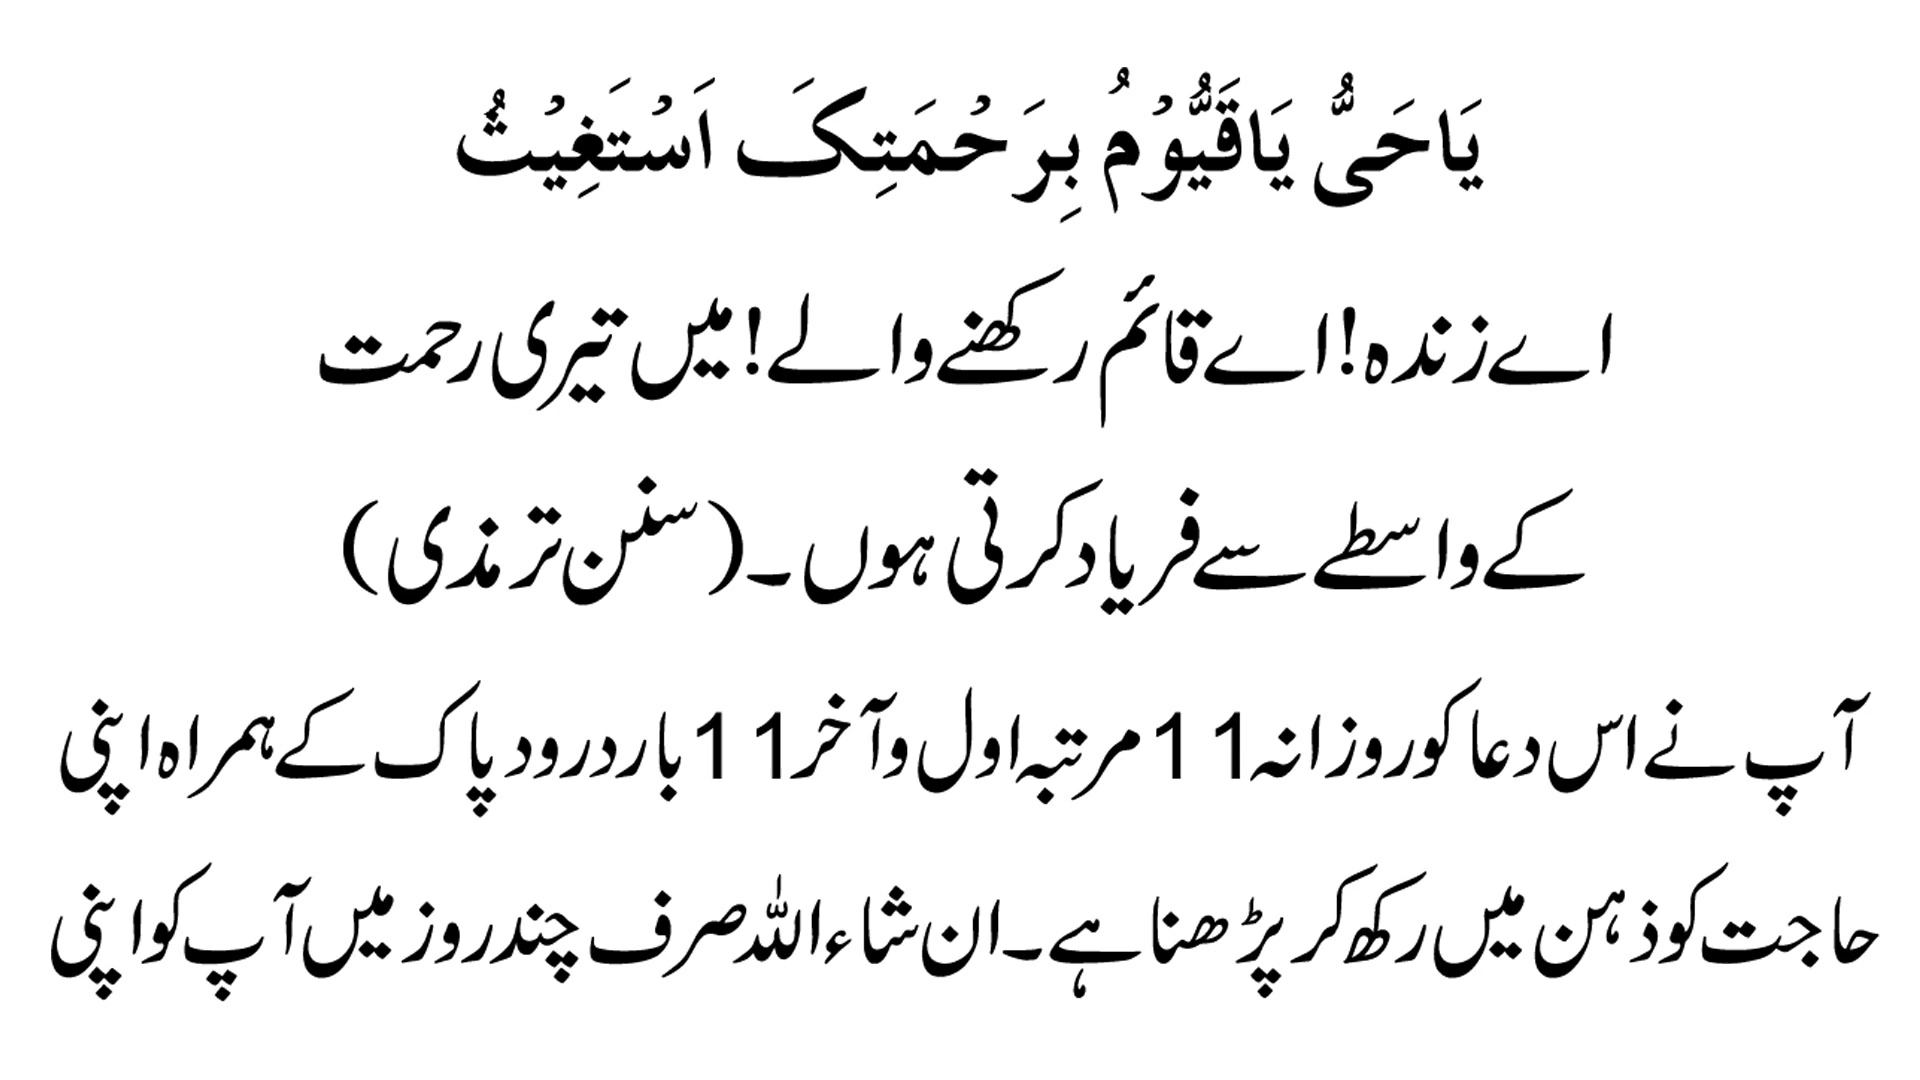 یَاحَیُّ یَاقَیُّوْمُ بِرَحْمَتِکَ اَسْتَغِیْثُ
اے زندہ! اے قائم رکھنے والے! میں تیری رحمت
کے واسطے سے فریاد کرتی ہوں۔ (سنن ترمذی)
آپ نے اس دعا کو روزانہ 11 مرتبہ اول و آخر 11 بار درود پاک کے ہمراہ اپنی
حاجت کو ذہن میں رکھ کر پڑھنا ہے۔ ان شاء اللہ صرف چند روز میں آپ کو اپنی